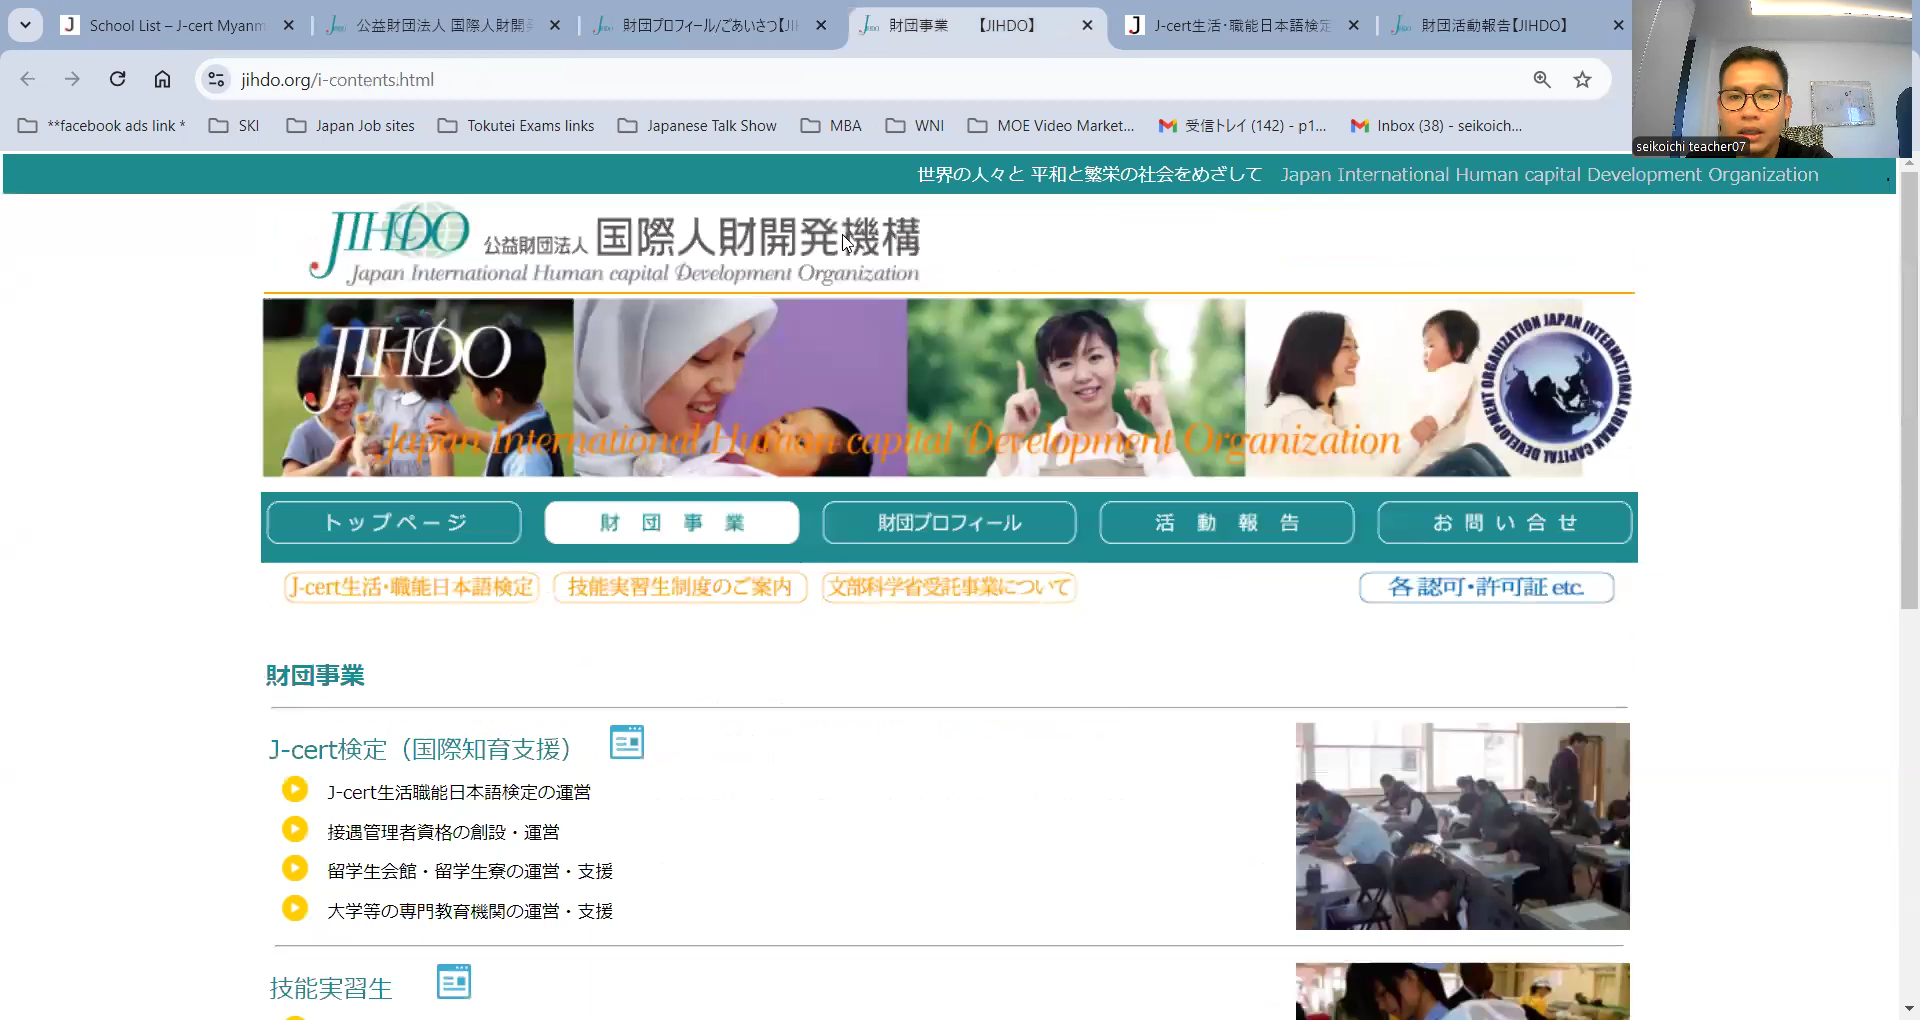 School List – J-cert Myanm
公益財団法人 国際人財開発
財団プロフィール/ごあいさつ【JI
財団事業 【JIHDO】
J-cert生活・職能日本語検定
財団活動報告【JIHDO】
jihdo.org/i-contents.html
**facebook ads link *
SKI
Japan Job sites
Tokutei Exams links
Japanese Talk Show
MBA
WNI
MOE Video Market...
受信トレイ (142) - p1...
Inbox (38) - seikoich...
seikoichi teacher07
世界の人々と 平和と繁栄の社会をめざして Japan International Human capital Development Organization
JIHDO 公益財団法人 国際人財開発機構
Japan International Human capital Development Organization
JIHDO
Japan International Human capital Development Organization
JAPAN INTERNATIONAL HUMAN CAPITAL DEVELOPMENT ORGANIZATION
トップページ
財団事業
財団プロフィール
活動報告
お問い合せ
J-cert生活・職能日本語検定
技能実習生制度のご案内
文部科学省受託事業について
各 認可・許可証 etc.
財団事業
J-cert検定（国際知育支援）
J-cert生活職能日本語検定の運営
接遇管理者資格の創設・運営
留学生会館・留学生寮の運営・支援
大学等の専門教育機関の運営・支援
技能実習生